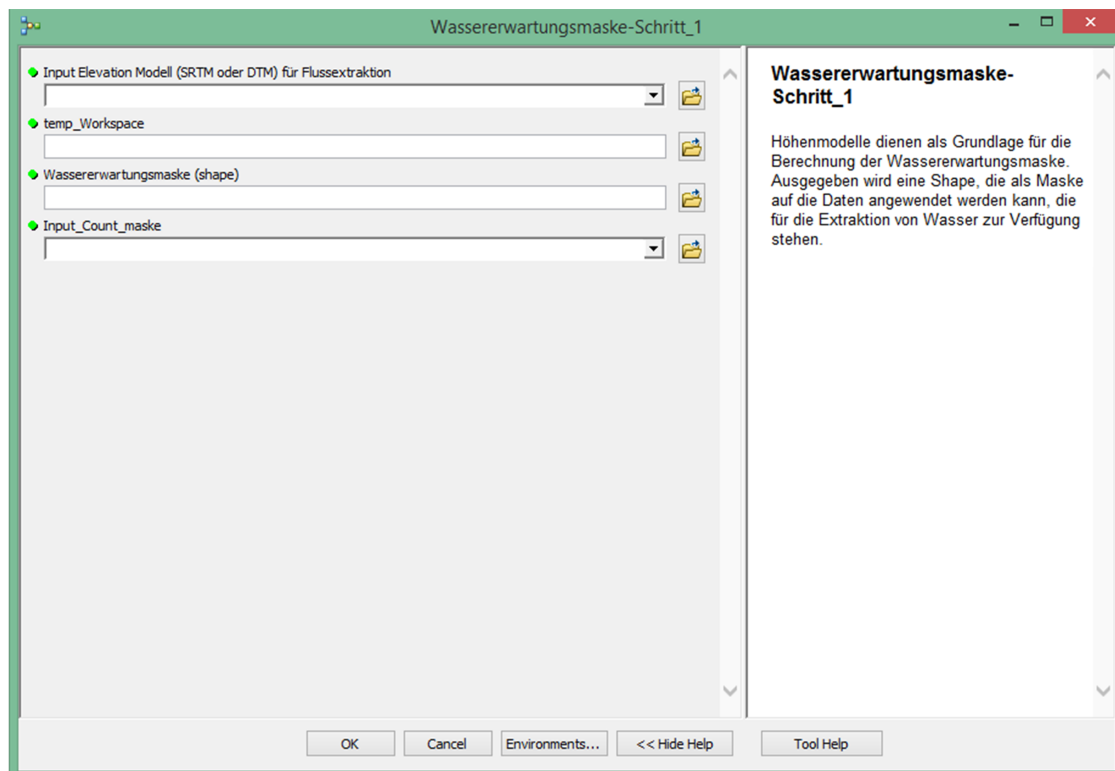 Wassererwartungsmaske-Schritt_1
Input Elevation Modell (SRTM oder DTM) für Flussextraktion
temp_Workspace
Wassererwartungsmaske (shape)
Input_Count_maske
Wassererwartungsmaske-
Schritt_1
Höhenmodelle dienen als Grundlage für die
Berechnung der Wassererwartungsmaske.
Ausgegeben wird eine Shape, die als Maske
auf die Daten angewendet werden kann, die
für die Extraktion von Wasser zur Verfügung
stehen.
OK
Cancel
Environments...
<< Hide Help
Tool Help